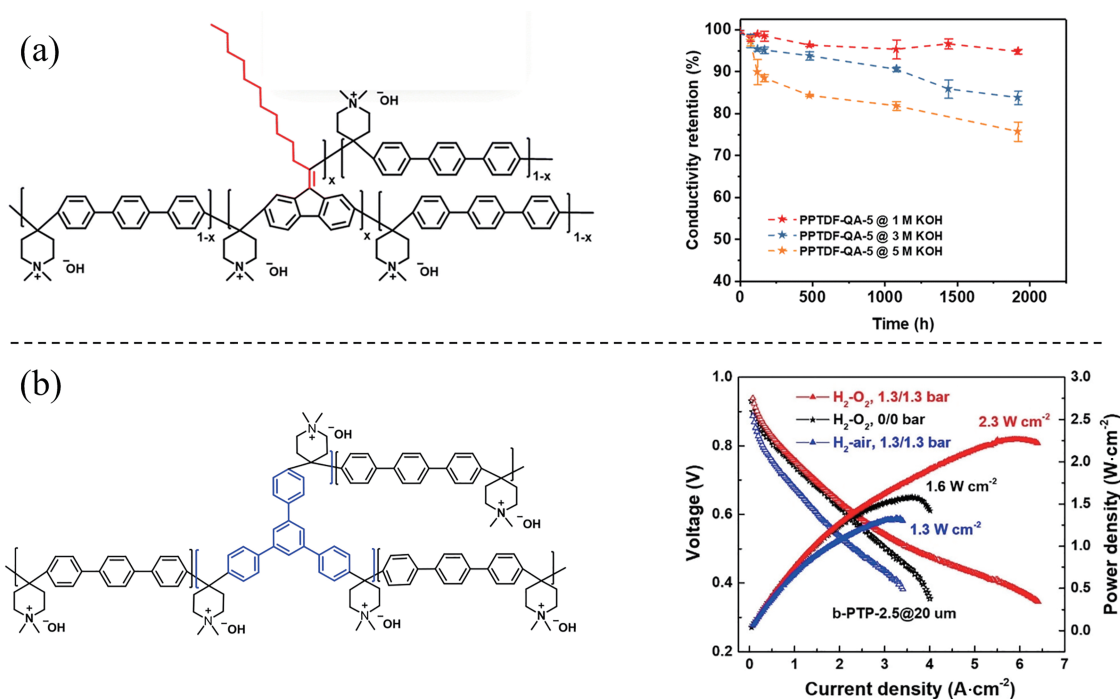 (a)
N
+
⁻OH
x
1-x
1-x
x
1-x
N
+
⁻OH
N
+
⁻OH
N
+
⁻OH
Conductivity retention (%)
100
95
90
85
80
75
70
65
60
55
50
40
PPTDF-QA-5 @ 1 M KOH
PPTDF-QA-5 @ 3 M KOH
PPTDF-QA-5 @ 5 M KOH
0
500
1000
1500
2000
Time (h)
(b)
N
+
⁻OH
N
+
⁻OH
N
+
⁻OH
N
+
⁻OH
N
+
⁻OH
N
+
⁻OH
Voltage (V)
1.0
0.8
0.6
0.4
0.2
H₂-O₂, 1.3/1.3 bar
H₂-O₂, 0/0 bar
H₂-air, 1.3/1.3 bar
2.3 W cm⁻²
1.6 W cm⁻²
1.3 W cm⁻²
b-PTP-2.5@20 um
3.0
2.5
2.0
1.5
1.0
0.5
0.0
Power density (W·cm⁻²)
0
1
2
3
4
5
6
7
Current density (A·cm⁻²)